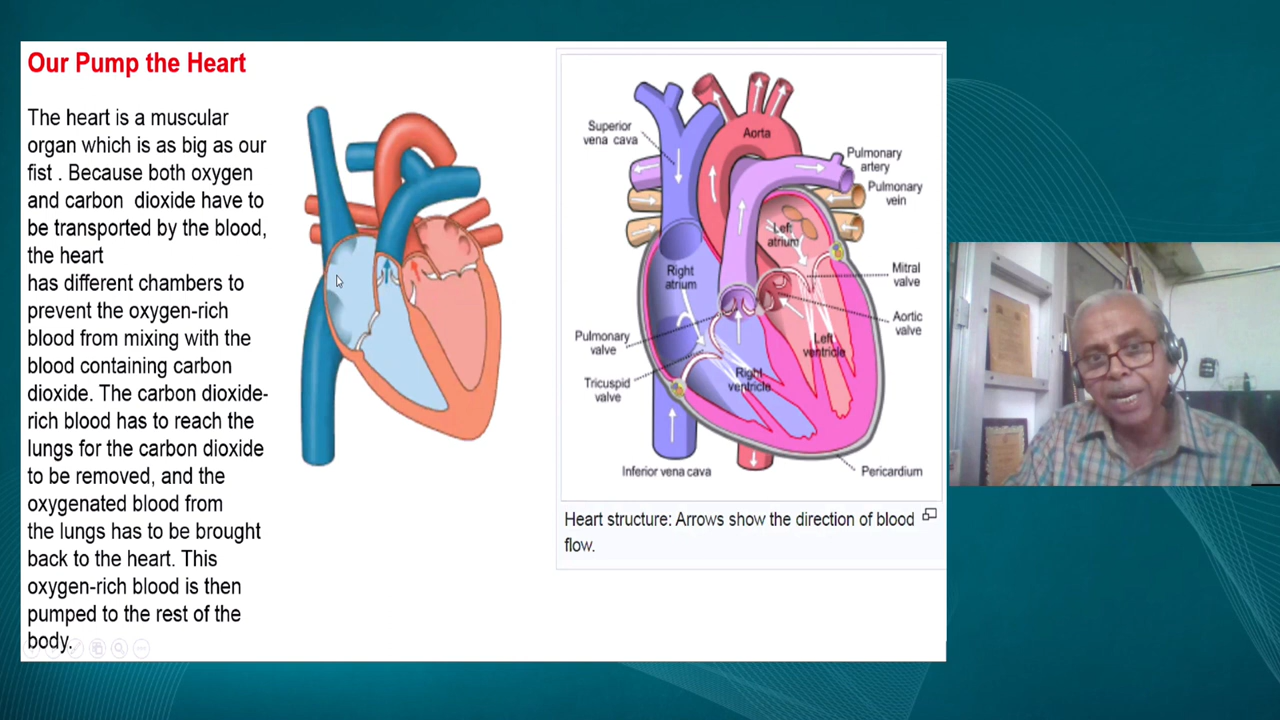 Our Pump the Heart
The heart is a muscular
organ which is as big as our
fist . Because both oxygen
and carbon dioxide have to
be transported by the blood,
the heart
has different chambers to
prevent the oxygen-rich
blood from mixing with the
blood containing carbon
dioxide. The carbon dioxide-
rich blood has to reach the
lungs for the carbon dioxide
to be removed, and the
oxygenated blood from
the lungs has to be brought
back to the heart. This
oxygen-rich blood is then
pumped to the rest of the
body.
Superior
vena cava
Aorta
Pulmonary
artery
Pulmonary
vein
Left
atrium
Right
atrium
Mitral
valve
Aortic
valve
Pulmonary
valve
Left
ventricle
Tricuspid
valve
Right
ventricle
Inferior vena cava
Pericardium
Heart structure: Arrows show the direction of blood
flow.